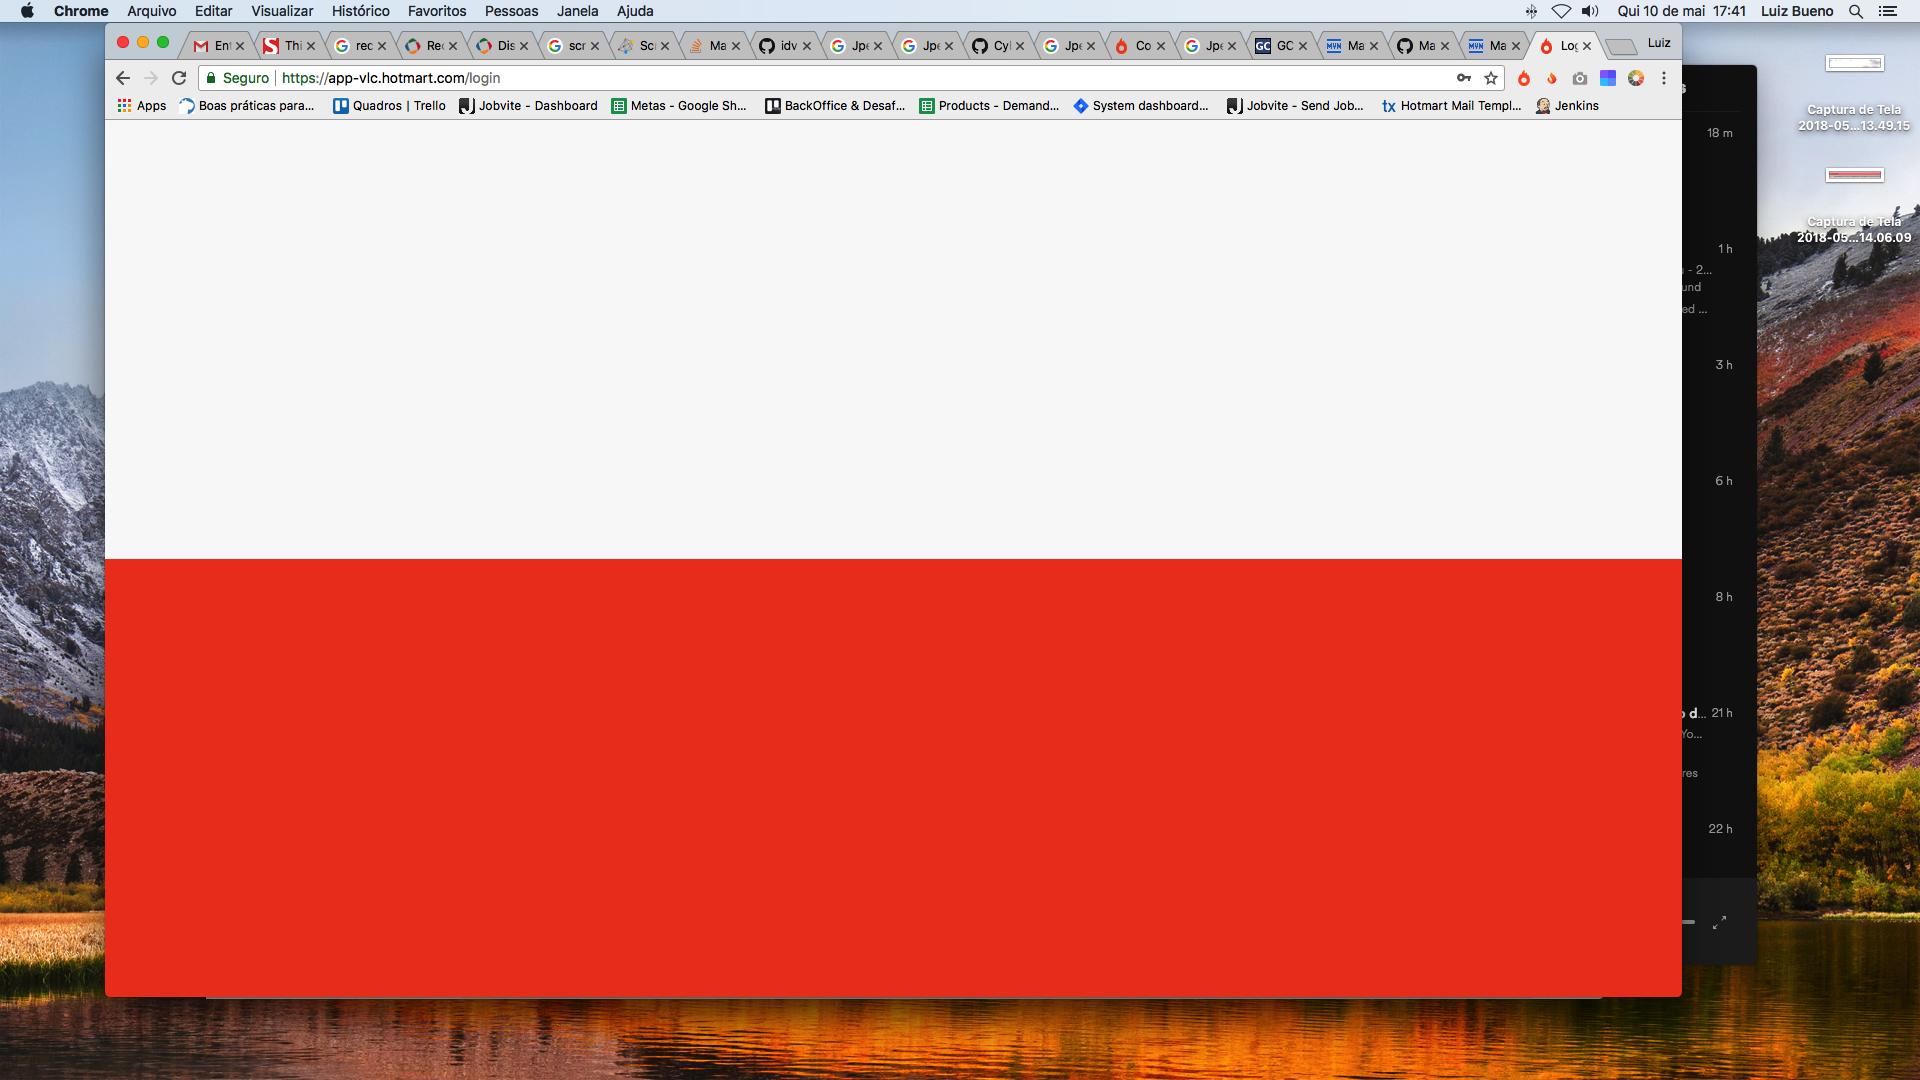 Chrome Arquivo Editar Visualizar Histórico Favoritos Pessoas Janela Ajuda Qui 10 de mai 17:41 Luiz Bueno
Ent Thi rec Rec Dis scr Scr Ma idv Jpe Jpe Cyl Jpe Co Jpe GC GC Ma Ma Ma Log Luiz
Seguro https://app-vlc.hotmart.com/login
Apps Boas práticas para... Quadros | Trello Jobvite - Dashboard Metas - Google Sh... BackOffice & Desaf... Products - Demand... System dashboard... Jobvite - Send Job... tx Hotmart Mail Templ... Jenkins
s
18 m
1 h
- 2...
und
ed ...
3 h
6 h
8 h
o d... 21 h
Yo...
res
22 h
Captura de Tela
2018-05...13.49.15
Captura de Tela
2018-05...14.06.09